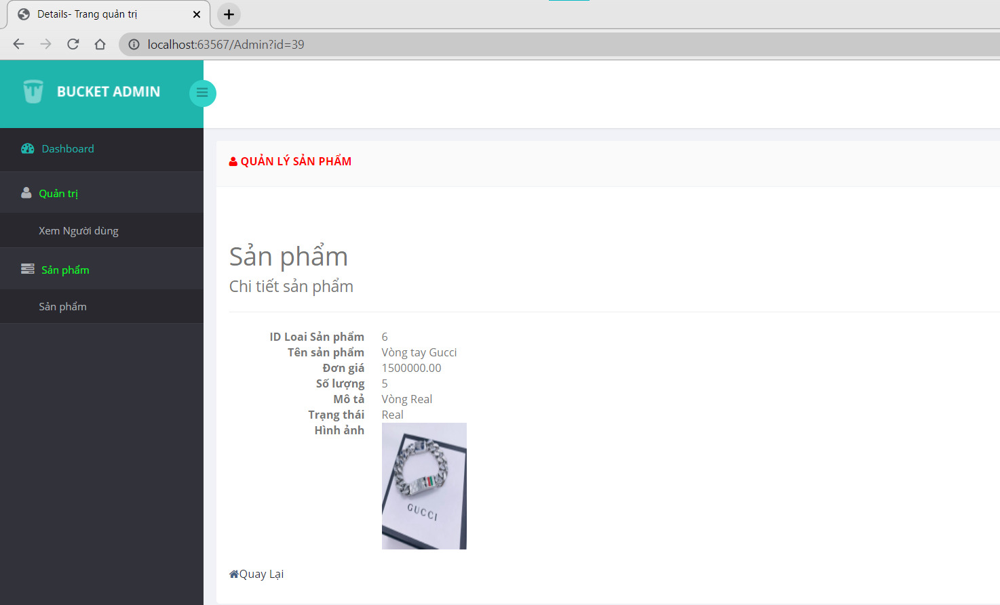 Details- Trang quản trị
localhost:63567/Admin?id=39
BUCKET ADMIN
Dashboard
Quản trị
Xem Người dùng
Sản phẩm
Sản phẩm
QUẢN LÝ SẢN PHẨM
Sản phẩm
Chi tiết sản phẩm
ID Loai Sản phẩm 6
Tên sản phẩm Vòng tay Gucci
Đơn giá 1500000.00
Số lượng 5
Mô tả Vòng Real
Trạng thái Real
Hình ảnh
GUCCI
Quay Lại